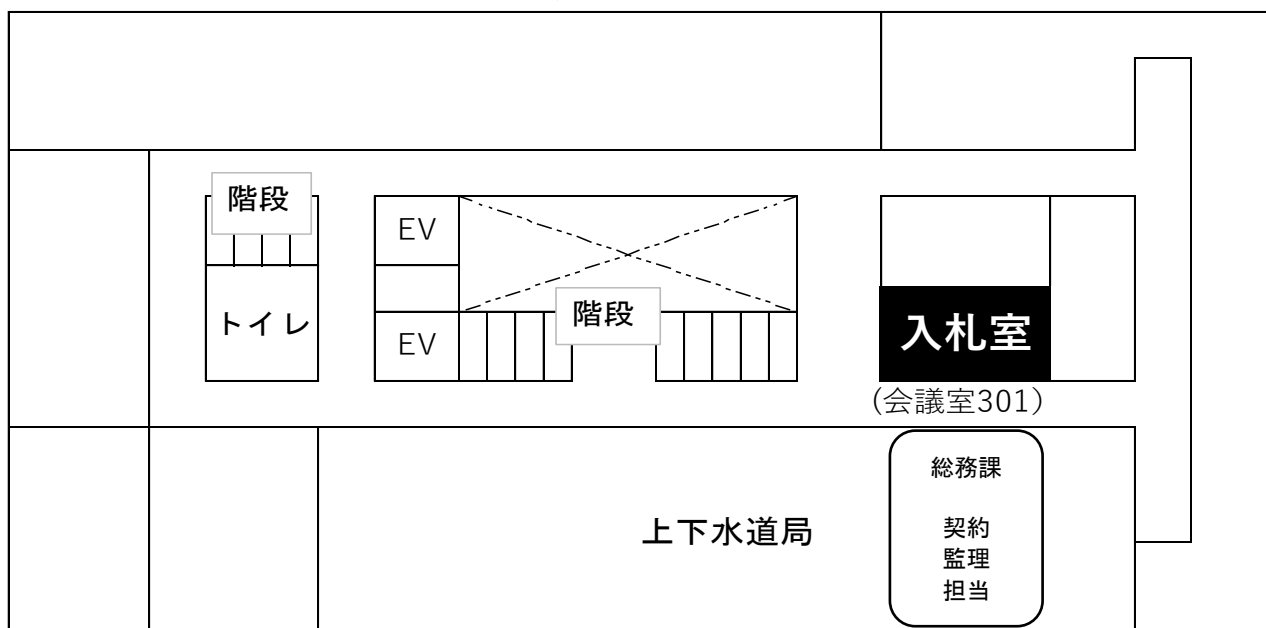 階段
EV
トイレ
階段
EV
入札室
(会議室301)
総務課
上下水道局
契約
監理
担当